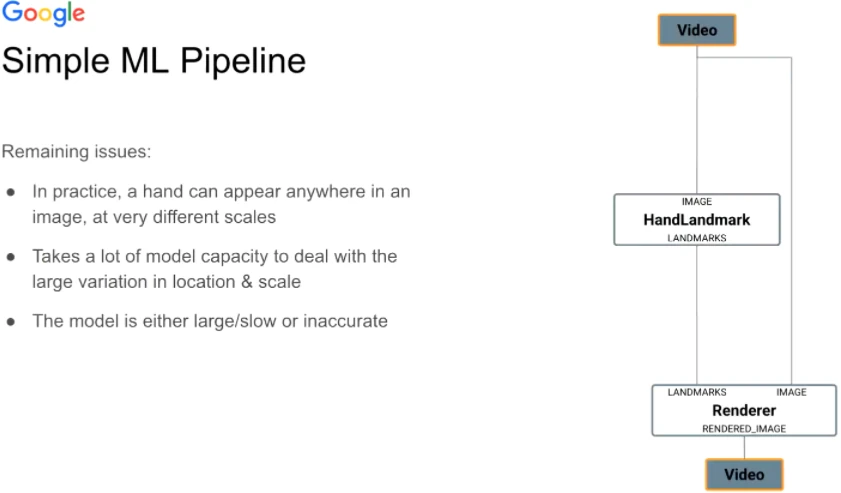 Google
Simple ML Pipeline
Remaining issues:
● In practice, a hand can appear anywhere in an
image, at very different scales
● Takes a lot of model capacity to deal with the
large variation in location & scale
● The model is either large/slow or inaccurate
Video
IMAGE
HandLandmark
LANDMARKS
LANDMARKS IMAGE
Renderer
RENDERED_IMAGE
Video